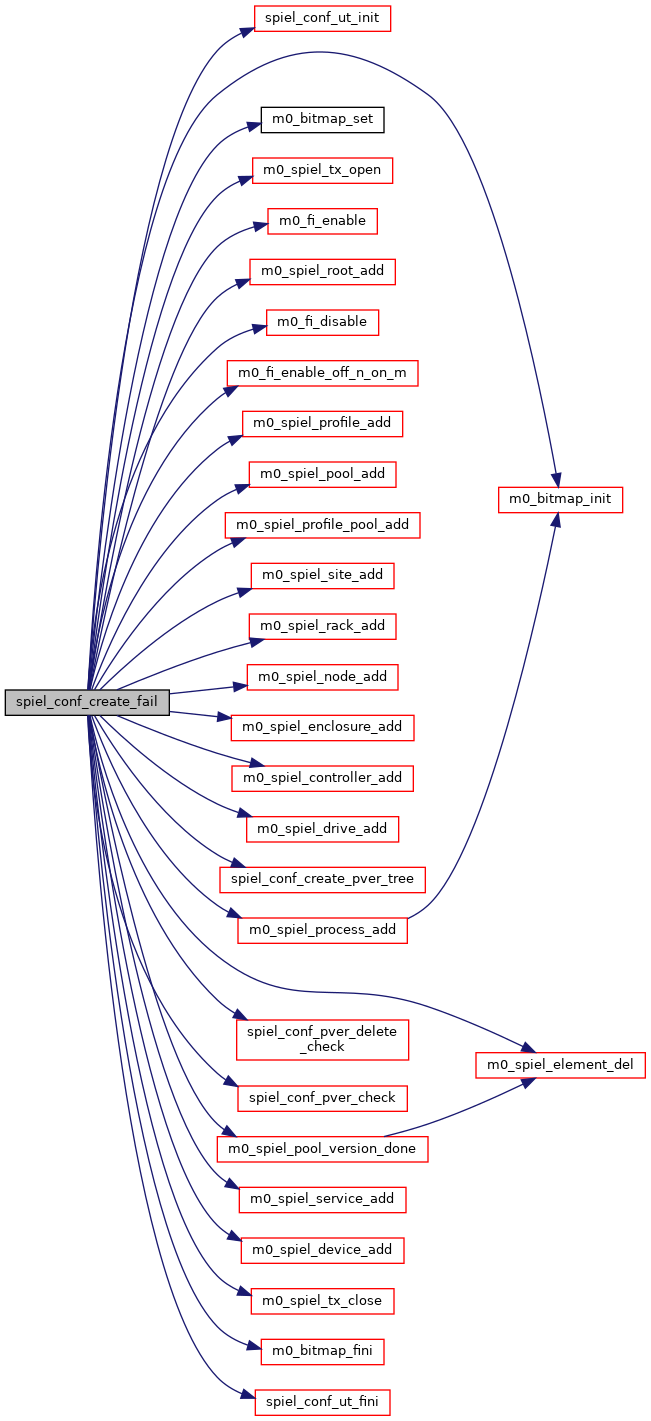 spiel_conf_ut_init
m0_bitmap_set
m0_spiel_tx_open
m0_fi_enable
m0_spiel_root_add
m0_fi_disable
m0_fi_enable_off_n_on_m
m0_spiel_profile_add
m0_spiel_pool_add
m0_bitmap_init
m0_spiel_profile_pool_add
m0_spiel_site_add
m0_spiel_rack_add
m0_spiel_node_add
spiel_conf_create_fail
m0_spiel_enclosure_add
m0_spiel_controller_add
m0_spiel_drive_add
spiel_conf_create_pver_tree
m0_spiel_process_add
spiel_conf_pver_delete
_check
m0_spiel_element_del
spiel_conf_pver_check
m0_spiel_pool_version_done
m0_spiel_service_add
m0_spiel_device_add
m0_spiel_tx_close
m0_bitmap_fini
spiel_conf_ut_fini